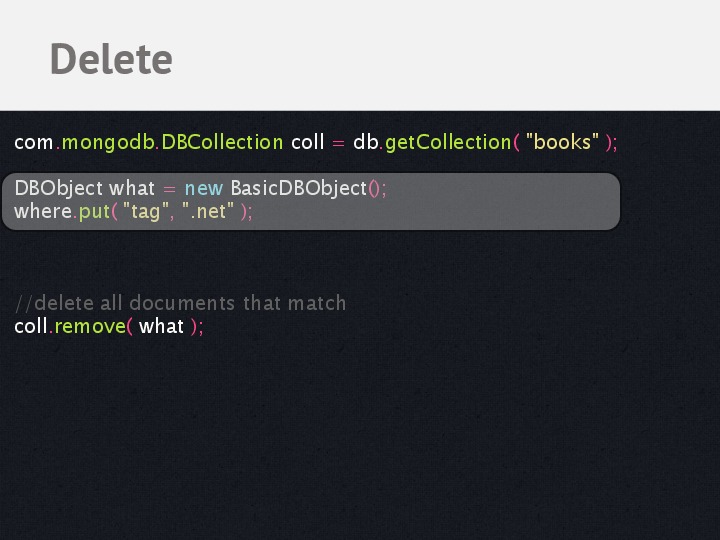 Delete
com.mongodb.DBCollection coll = db.getCollection( "books" );
DBObject what = new BasicDBObject();
where.put( "tag", ".net" );
//delete all documents that match
coll.remove( what );